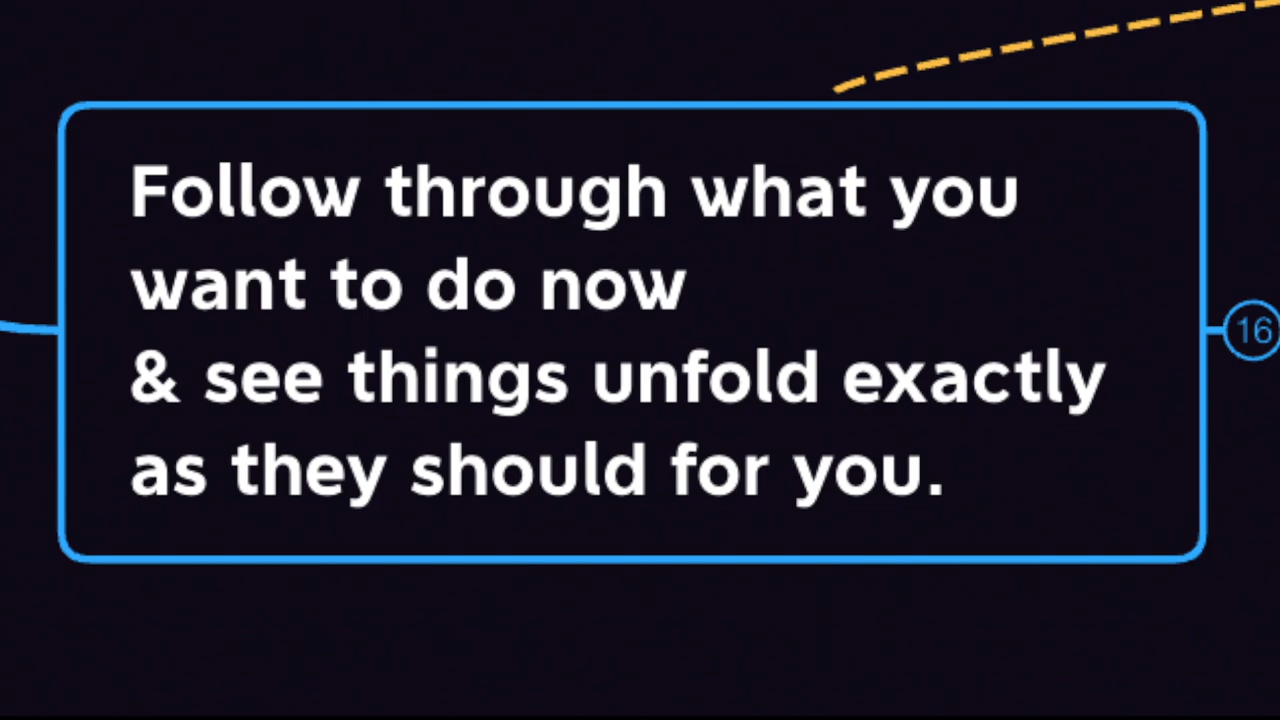 Follow through what you
want to do now
& see things unfold exactly
as they should for you.
16